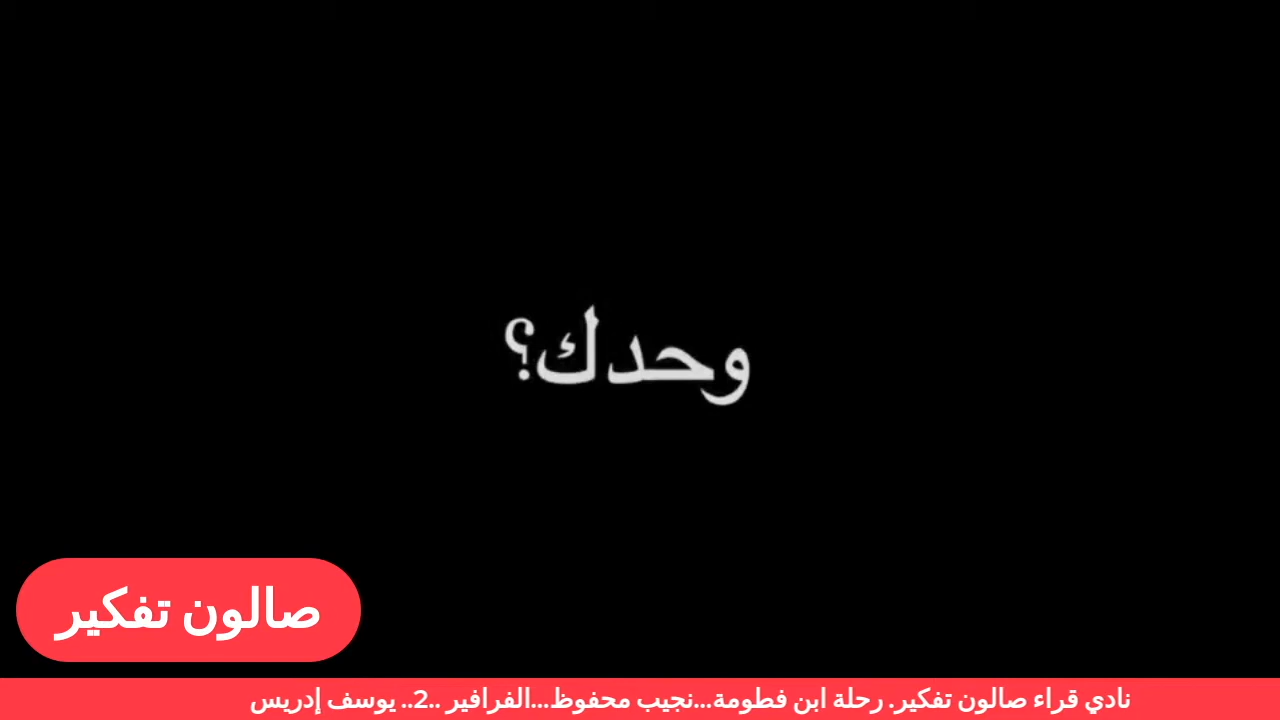 وحدك؟
صالون تفكير
نادي قراء صالون تفكير. رحلة ابن فطومة...نجيب محفوظ...الفرافير ..2.. يوسف إدريس